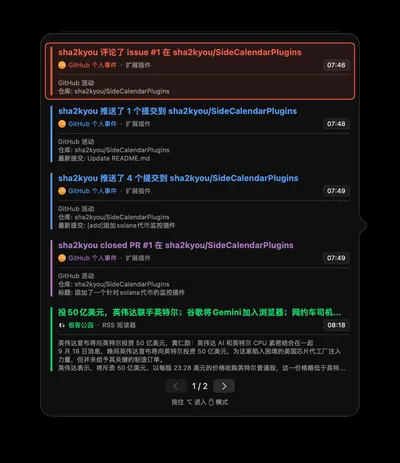 sha2kyou 评论了 issue #1 在 sha2kyou/SideCalendarPlugins
GitHub 个人事件 · 扩展插件
07:46
GitHub 活动
仓库: sha2kyou/SideCalendarPlugins
sha2kyou 推送了 1 个提交到 sha2kyou/SideCalendarPlugins
GitHub 个人事件 · 扩展插件
07:48
GitHub 活动
仓库: sha2kyou/SideCalendarPlugins
最新提交: Update README.md
sha2kyou 推送了 4 个提交到 sha2kyou/SideCalendarPlugins
GitHub 个人事件 · 扩展插件
07:49
GitHub 活动
仓库: sha2kyou/SideCalendarPlugins
最新提交: [add]添加solana代币监控插件
sha2kyou closed PR #1 在 sha2kyou/SideCalendarPlugins
GitHub 个人事件 · 扩展插件
07:49
GitHub 活动
仓库: sha2kyou/SideCalendarPlugins
标题: 添加了一个针对solana代币的监控插件
投 50 亿美元，英伟达联手英特尔；谷歌将 Gemini 加入浏览器；网约车司机...
极客公园 · RSS 阅读器
08:18
英伟达宣布将向英特尔投资 50 亿美元，黄仁勋：英伟达 AI 和英特尔 CPU 紧密结合在一起
9 月 18 日消息，晚间英伟达宣布将向英特尔投资 50 亿美元，为这家陷入困境的美国芯片代工厂注入
力量，但并未给予其关键的制造订单。
英伟达表示，将斥资 50 亿美元、以每股 23.28 美元的价格收购英特尔普通股，这一价格略低于英特...
1 / 2
按住 ⌥ 进入 模式